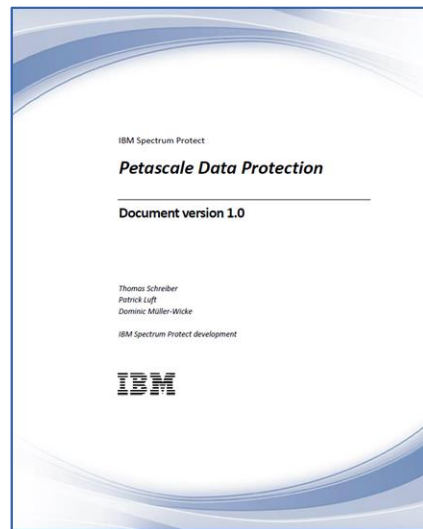 IBM Spectrum Protect
Petascale Data Protection
Document version 1.0
Thomas Schreiber
Patrick Luft
Dominic Müller-Wicke
IBM Spectrum Protect development
IBM